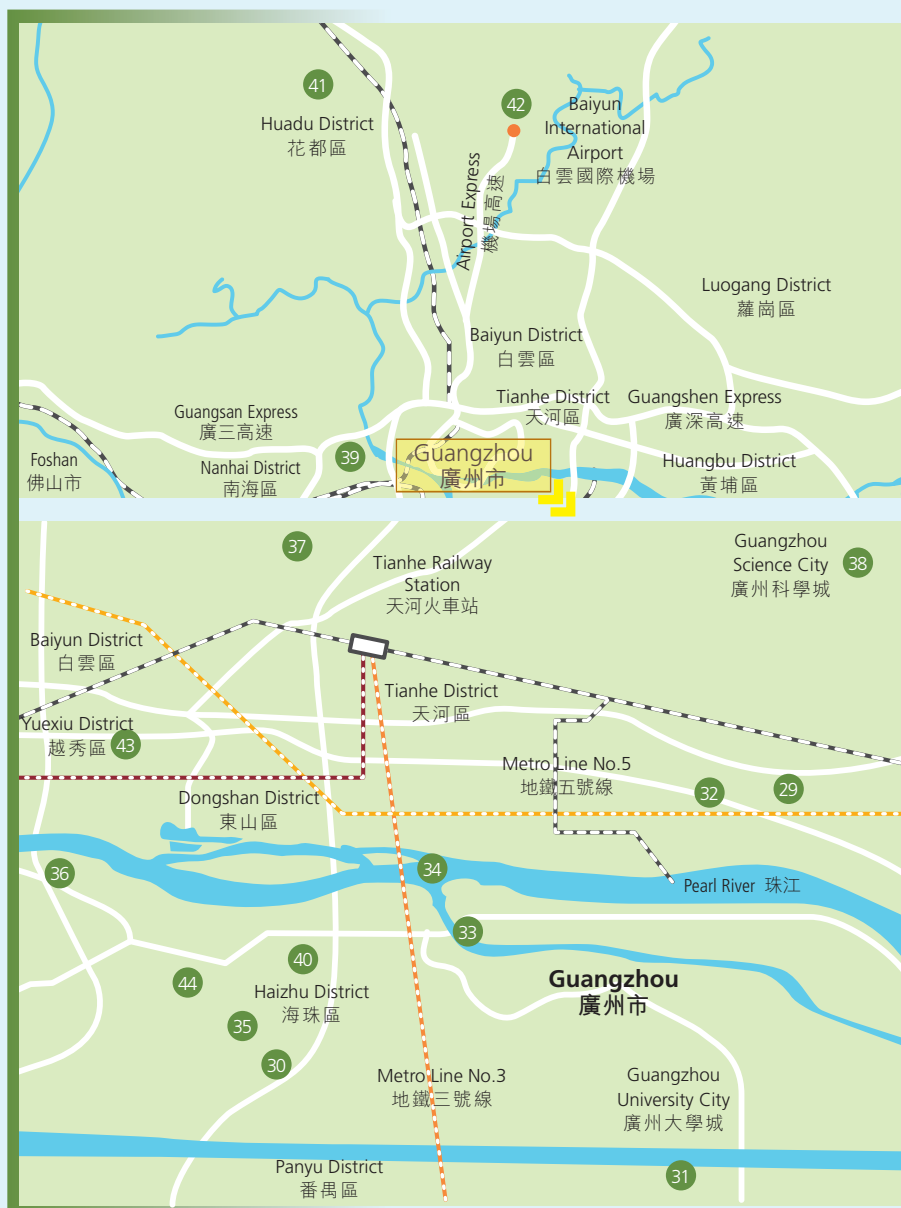 41
Huadu District
花都區
42
Baiyun
International
Airport
白雲國際機場
Airport Express
機場高速
Luogang District
蘿崗區
Baiyun District
白雲區
Tianhe District
天河區
Guangshen Express
廣深高速
Guangsan Express
廣三高速
Foshan
佛山市
Nanhai District
南海區
39
Guangzhou
廣州市
Huangbu District
黃埔區
37
Tianhe Railway
Station
天河火車站
Guangzhou
Science City
廣州科學城
38
Baiyun District
白雲區
Tianhe District
天河區
Yuexiu District
越秀區
43
Metro Line No.5
地鐵五號線
32
29
Dongshan District
東山區
36
34
Pearl River 珠江
33
40
44
Haizhu District
海珠區
35
30
Guangzhou
廣州市
Metro Line No.3
地鐵三號線
Guangzhou
University City
廣州大學城
Panyu District
番禺區
31